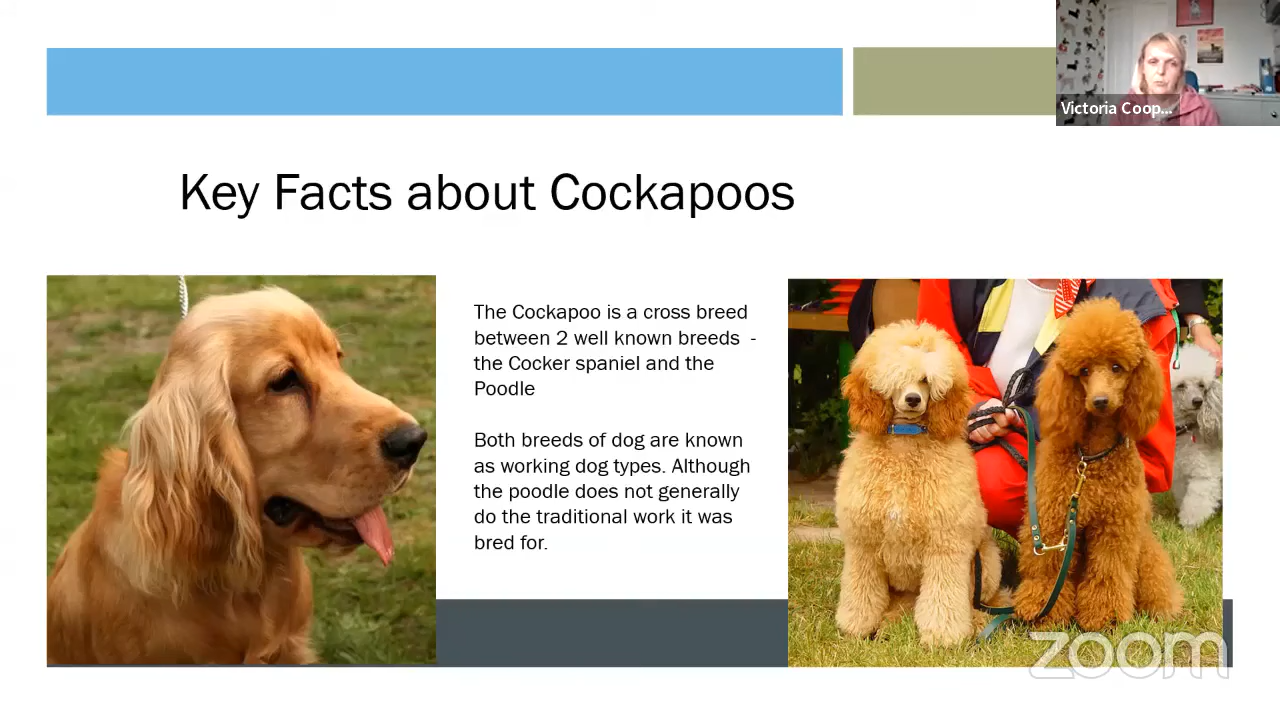 Victoria Coop...
Key Facts about Cockapoos
The Cockapoo is a cross breed
between 2 well known breeds -
the Cocker spaniel and the
Poodle
Both breeds of dog are known
as working dog types. Although
the poodle does not generally
do the traditional work it was
bred for.
zoom